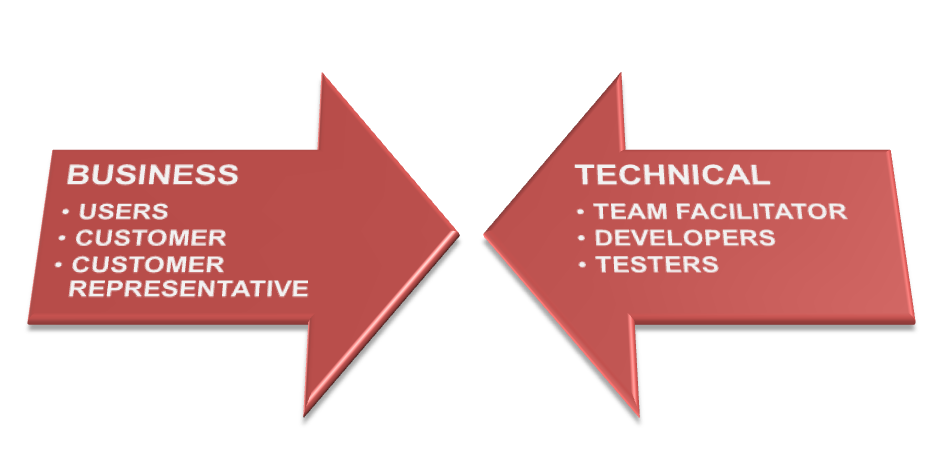 BUSINESS
• USERS
• CUSTOMER
• CUSTOMER
REPRESENTATIVE
TECHNICAL
• TEAM FACILITATOR
• DEVELOPERS
• TESTERS